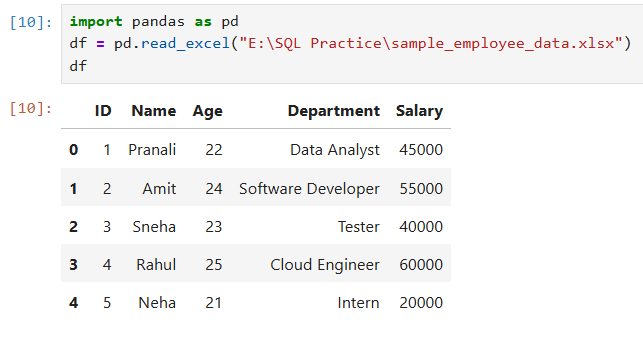 [10]: import pandas as pd
df = pd.read_excel("E:\SQL Practice\sample_employee_data.xlsx")
df
[10]: ID Name Age Department Salary
0 1 Pranali 22 Data Analyst 45000
1 2 Amit 24 Software Developer 55000
2 3 Sneha 23 Tester 40000
3 4 Rahul 25 Cloud Engineer 60000
4 5 Neha 21 Intern 20000